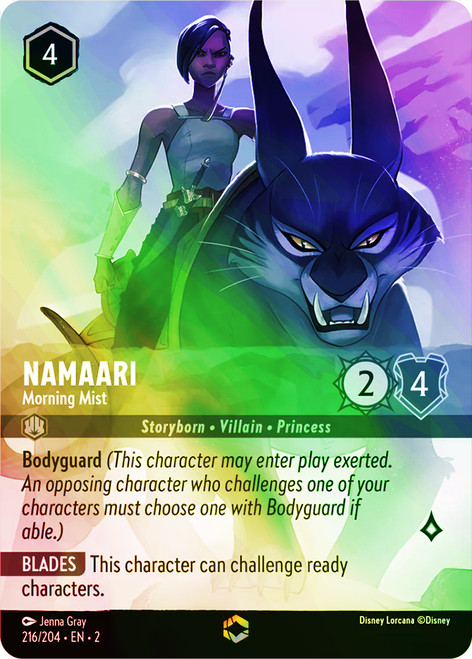 4
NAMAARI
Morning Mist
2
4
Storyborn • Villain • Princess
Bodyguard (This character may enter play exerted.
An opposing character who challenges one of your
characters must choose one with Bodyguard if
able.)
BLADES This character can challenge ready
characters.
Jenna Gray
Disney Lorcana ©Disney
216/204 • EN • 2